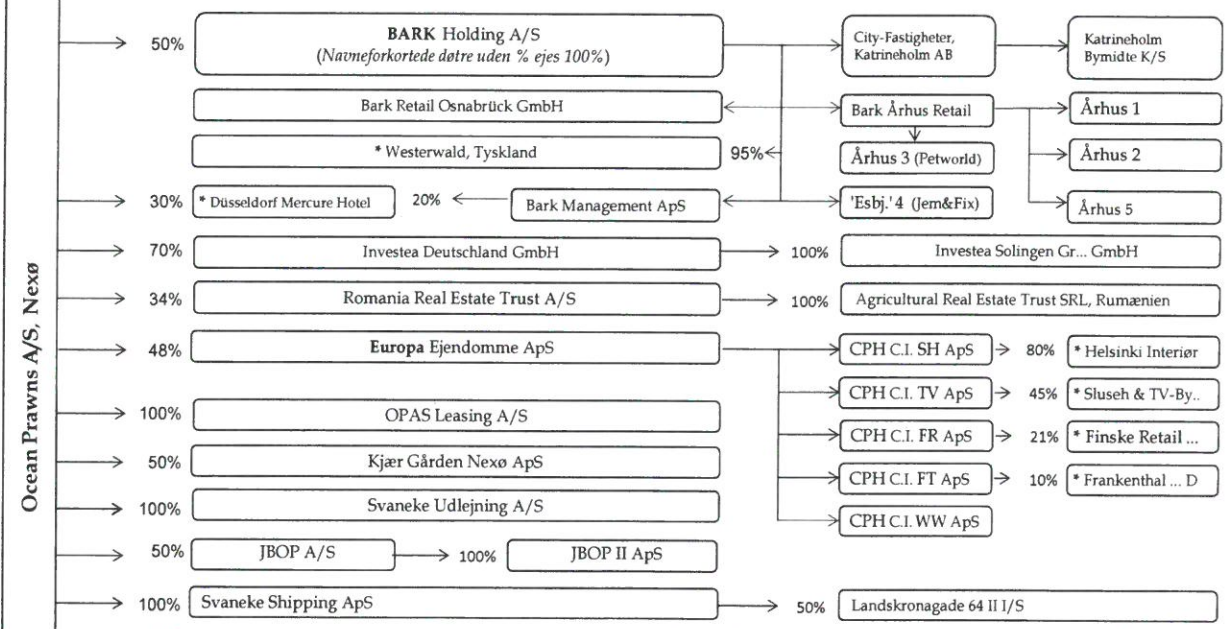 Ocean Prawns A/S, Nexø
50%
BARK Holding A/S
(Navneforkortede døtre uden % ejes 100%)
City-Fastigheter,
Katrineholm AB
Katrineholm
Bymidte K/S
Bark Retail Osnabrück GmbH
Bark Århus Retail
Århus 1
* Westerwald, Tyskland
95%
Århus 3 (Petworld)
Århus 2
30%
* Düsseldorf Mercure Hotel
20%
Bark Management ApS
'Esbj.' 4 (Jem&Fix)
Århus 5
70%
Investea Deutschland GmbH
100%
Investea Solingen Gr... GmbH
34%
Romania Real Estate Trust A/S
100%
Agricultural Real Estate Trust SRL, Rumænien
48%
Europa Ejendomme ApS
CPH C.I. SH ApS
80%
* Helsinki Interiør
CPH C.I. TV ApS
45%
* Sluseh & TV-By..
100%
OPAS Leasing A/S
CPH C.I. FR ApS
21%
* Finske Retail ...
50%
Kjær Gården Nexø ApS
CPH C.I. FT ApS
10%
* Frankenthal ... D
100%
Svaneke Udlejning A/S
CPH C.I. WW ApS
50%
JBOP A/S
100%
JBOP II ApS
100%
Svaneke Shipping ApS
50%
Landskronagade 64 II I/S